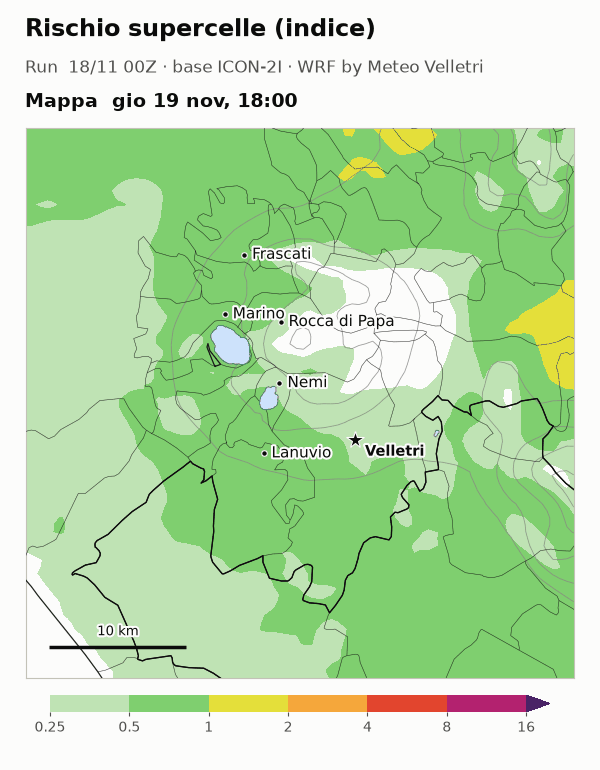 Rischio supercelle (indice)
Run  18/11 00Z · base ICON-2I · WRF by Meteo Velletri
Mappa  gio 19 nov, 18:00
Frascati
Marino
Rocca di Papa
Nemi
Velletri
Lanuvio
10 km
0.25 0.5 1 2 4 8 16